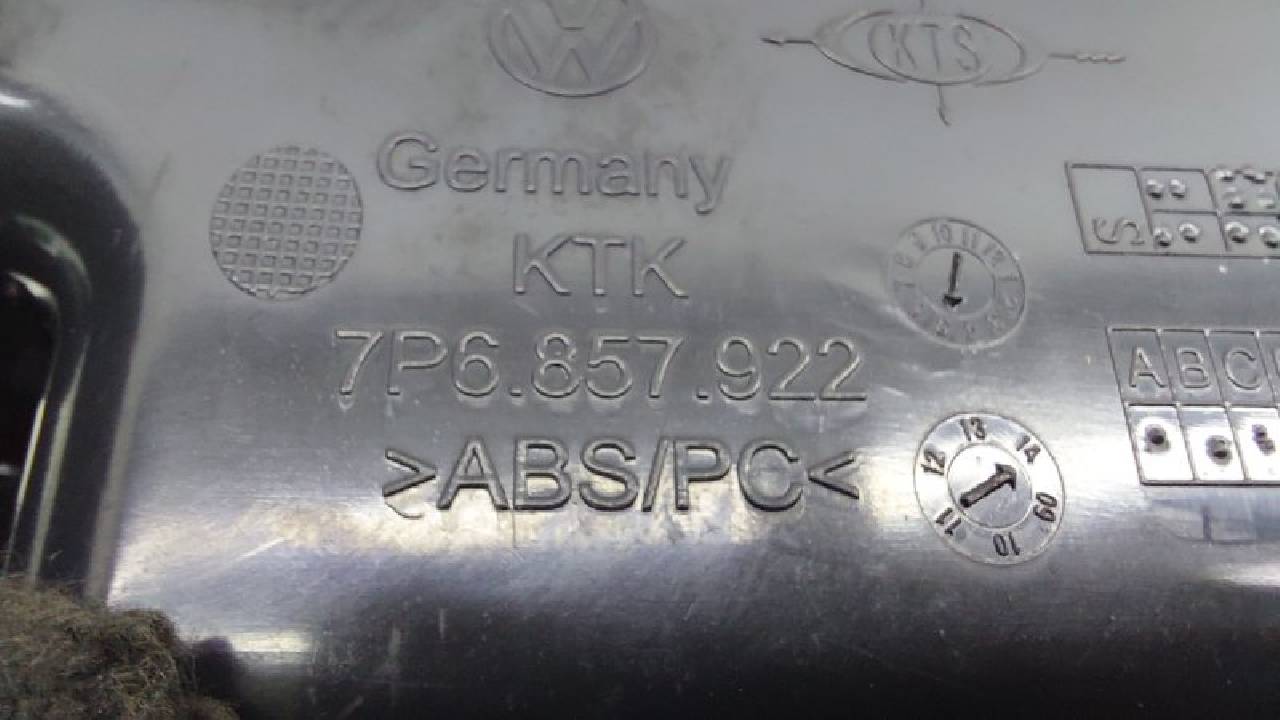 KTS
Germany
S
KTK
7P6.857.922
A B C
>ABS/PC<
12 13 14 09 10 11